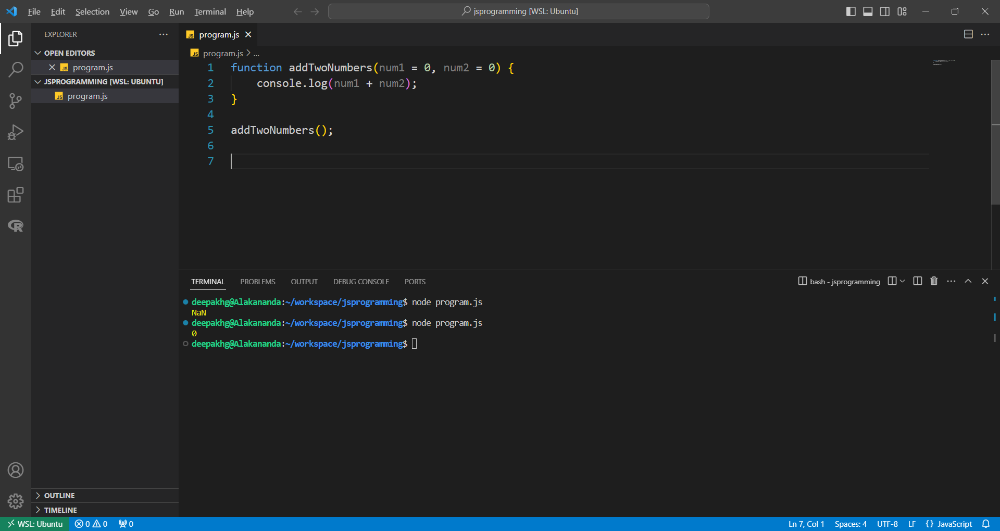 File Edit Selection View Go Run Terminal Help
jsprogramming [WSL: Ubuntu]
EXPLORER
OPEN EDITORS
JS program.js
JSPROGRAMMING [WSL: UBUNTU]
JS program.js
OUTLINE
TIMELINE
JS program.js
JS program.js > ...
1 function addTwoNumbers(num1 = 0, num2 = 0) {
2 console.log(num1 + num2);
3 }
4
5 addTwoNumbers();
6
7
TERMINAL PROBLEMS OUTPUT DEBUG CONSOLE PORTS
bash - jsprogramming
deepakhg@Alakananda:~/workspace/jsprogramming$ node program.js
NaN
deepakhg@Alakananda:~/workspace/jsprogramming$ node program.js
0
deepakhg@Alakananda:~/workspace/jsprogramming$
WSL: Ubuntu 0 0 0 Ln 7, Col 1 Spaces: 4 UTF-8 LF {} JavaScript